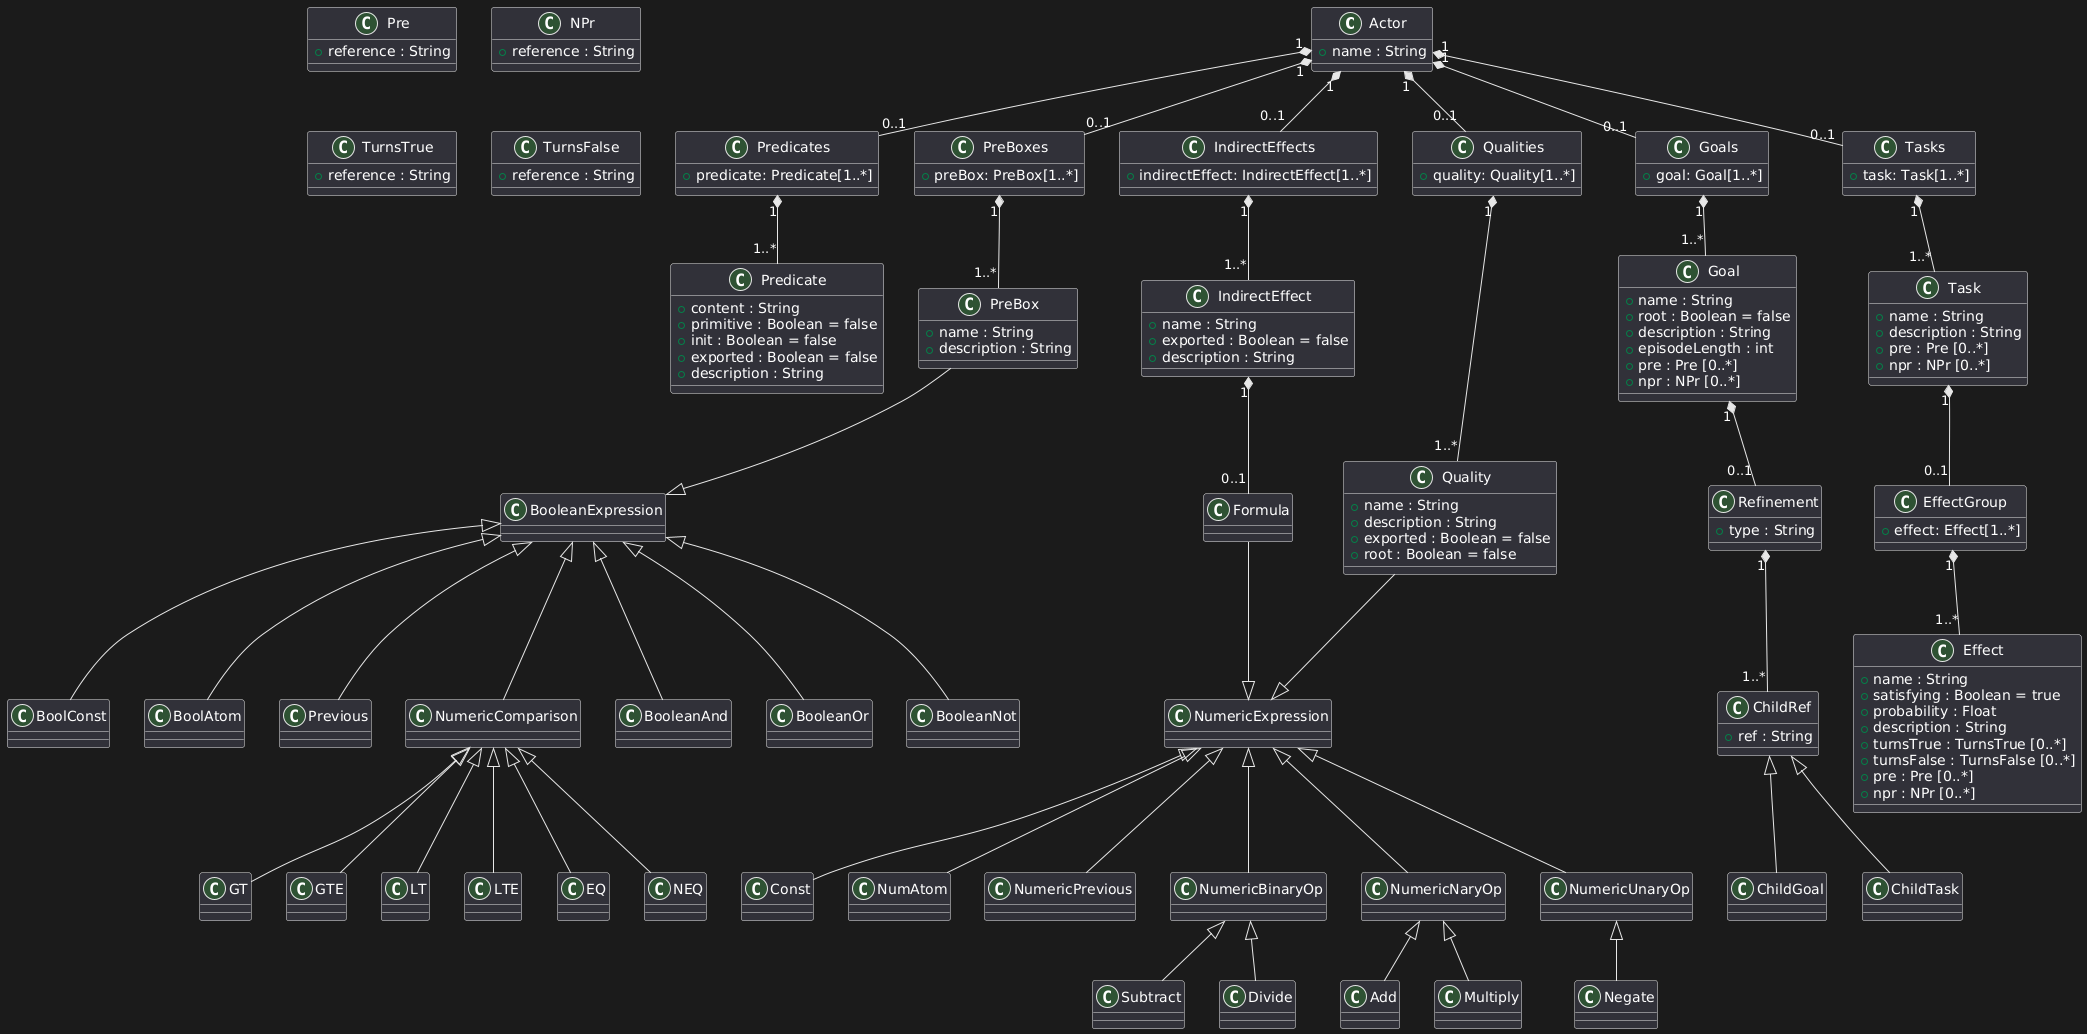 C Pre
reference : String
C NPr
reference : String
C Actor
name : String
1
1
1
1
1
1
0..1
0..1
0..1
0..1
0..1
0..1
C TurnsTrue
reference : String
C TurnsFalse
reference : String
C Predicates
predicate: Predicate[1..*]
C PreBoxes
preBox: PreBox[1..*]
C IndirectEffects
indirectEffect: IndirectEffect[1..*]
C Qualities
quality: Quality[1..*]
C Goals
goal: Goal[1..*]
C Tasks
task: Task[1..*]
1
1
1
1
1
1
1..*
1..*
1..*
1..*
1..*
1..*
C Predicate
content : String
primitive : Boolean = false
init : Boolean = false
exported : Boolean = false
description : String
C PreBox
name : String
description : String
C IndirectEffect
name : String
exported : Boolean = false
description : String
C Goal
name : String
root : Boolean = false
description : String
episodeLength : int
pre : Pre [0..*]
npr : NPr [0..*]
C Task
name : String
description : String
pre : Pre [0..*]
npr : NPr [0..*]
1
1
1
0..1
0..1
0..1
C BooleanExpression
C Formula
C Quality
name : String
description : String
exported : Boolean = false
root : Boolean = false
C Refinement
type : String
C EffectGroup
effect: Effect[1..*]
1
1
1..*
1..*
C BoolConst
C BoolAtom
C Previous
C NumericComparison
C BooleanAnd
C BooleanOr
C BooleanNot
C NumericExpression
C ChildRef
ref : String
C Effect
name : String
satisfying : Boolean = true
probability : Float
description : String
turnsTrue : TurnsTrue [0..*]
turnsFalse : TurnsFalse [0..*]
pre : Pre [0..*]
npr : NPr [0..*]
C GT
C GTE
C LT
C LTE
C EQ
C NEQ
C Const
C NumAtom
C NumericPrevious
C NumericBinaryOp
C NumericNaryOp
C NumericUnaryOp
C ChildGoal
C ChildTask
C Subtract
C Divide
C Add
C Multiply
C Negate